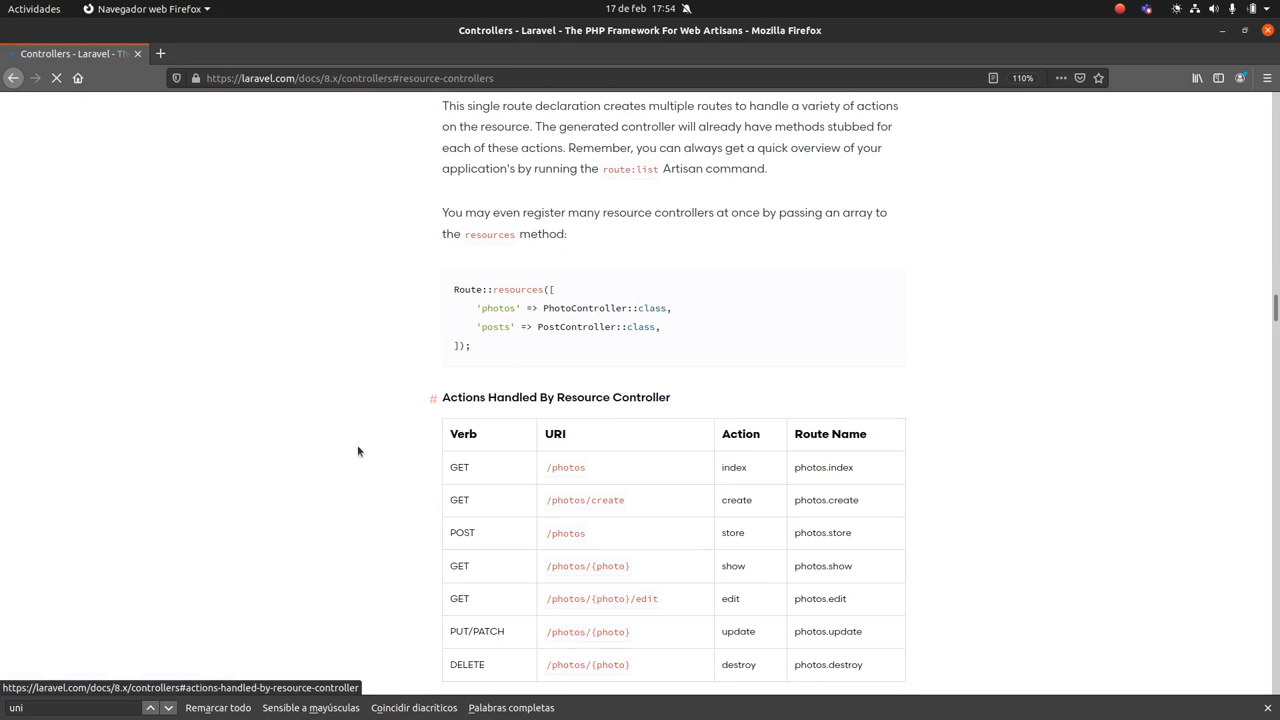 Actividades Navegador web Firefox 17 de feb 17:54
Controllers - Laravel - The PHP Framework For Web Artisans - Mozilla Firefox
Controllers - Laravel - Th
https://laravel.com/docs/8.x/controllers#resource-controllers 110%
This single route declaration creates multiple routes to handle a variety of actions
on the resource. The generated controller will already have methods stubbed for
each of these actions. Remember, you can always get a quick overview of your
application's by running the route:list Artisan command.
You may even register many resource controllers at once by passing an array to
the resources method:
Route::resources([
'photos' => PhotoController::class,
'posts' => PostController::class,
]);
# Actions Handled By Resource Controller
Verb URI Action Route Name
GET /photos index photos.index
GET /photos/create create photos.create
POST /photos store photos.store
GET /photos/{photo} show photos.show
GET /photos/{photo}/edit edit photos.edit
PUT/PATCH /photos/{photo} update photos.update
DELETE /photos/{photo} destroy photos.destroy
https://laravel.com/docs/8.x/controllers#actions-handled-by-resource-controller
uni Remarcar todo Sensible a mayúsculas Coincidir diacríticos Palabras completas